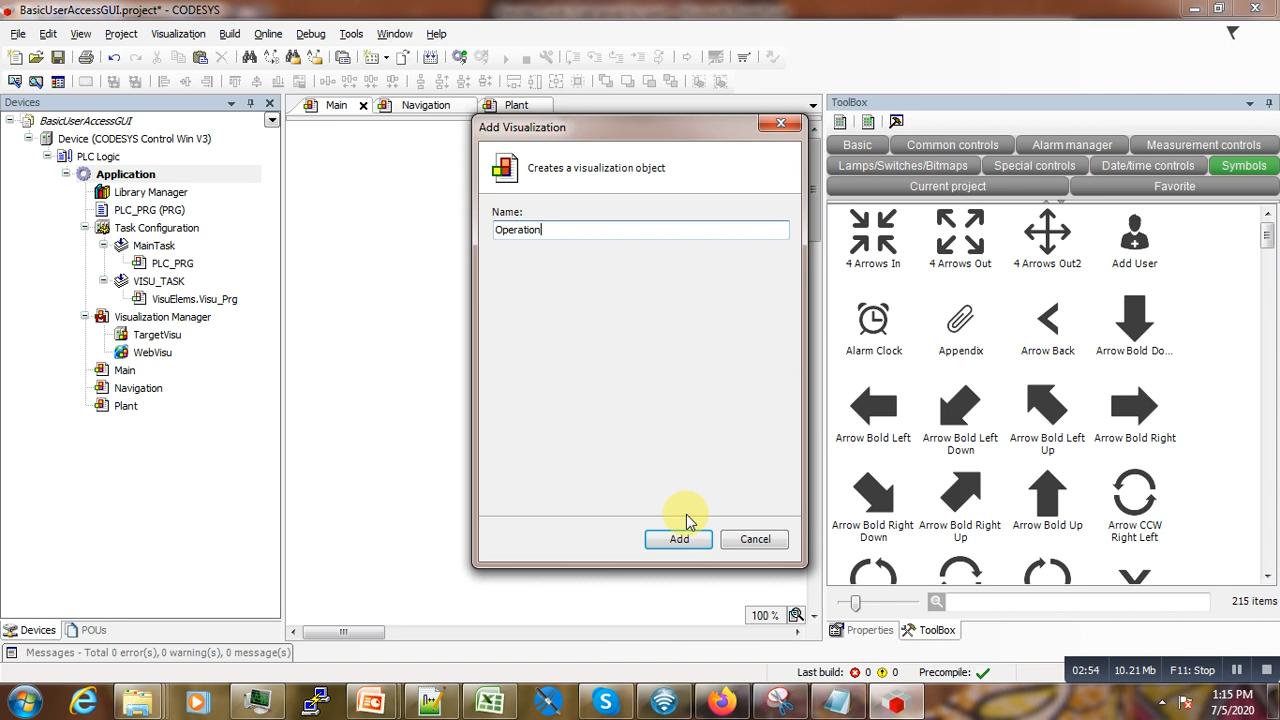 BasicUserAccessGUI.project* - CODESYS
File Edit View Project Visualization Build Online Debug Tools Window Help
Devices
BasicUserAccessGUI
Device (CODESYS Control Win V3)
PLC Logic
Application
Library Manager
PLC_PRG (PRG)
Task Configuration
MainTask
PLC_PRG
VISU_TASK
VisuElems.Visu_Prg
Visualization Manager
TargetVisu
WebVisu
Main
Navigation
Plant
Devices POUs
Main Navigation Plant
Add Visualization
Creates a visualization object
Name:
Operation
Add Cancel
100 %
ToolBox
Basic Common controls Alarm manager Measurement controls
Lamps/Switches/Bitmaps Special controls Date/time controls Symbols
Current project Favorite
4 Arrows In 4 Arrows Out 4 Arrows Out2 Add User
Alarm Clock Appendix Arrow Back Arrow Bold Do...
Arrow Bold Left Arrow Bold Left Down Arrow Bold Left Up Arrow Bold Right
Arrow Bold Right Down Arrow Bold Right Up Arrow Bold Up Arrow CCW Right Left
215 items
Properties ToolBox
Messages - Total 0 error(s), 0 warning(s), 0 message(s)
Last build: 0 0 Precompile:
02:54 10.21 Mb F11: Stop
1:15 PM
7/5/2020